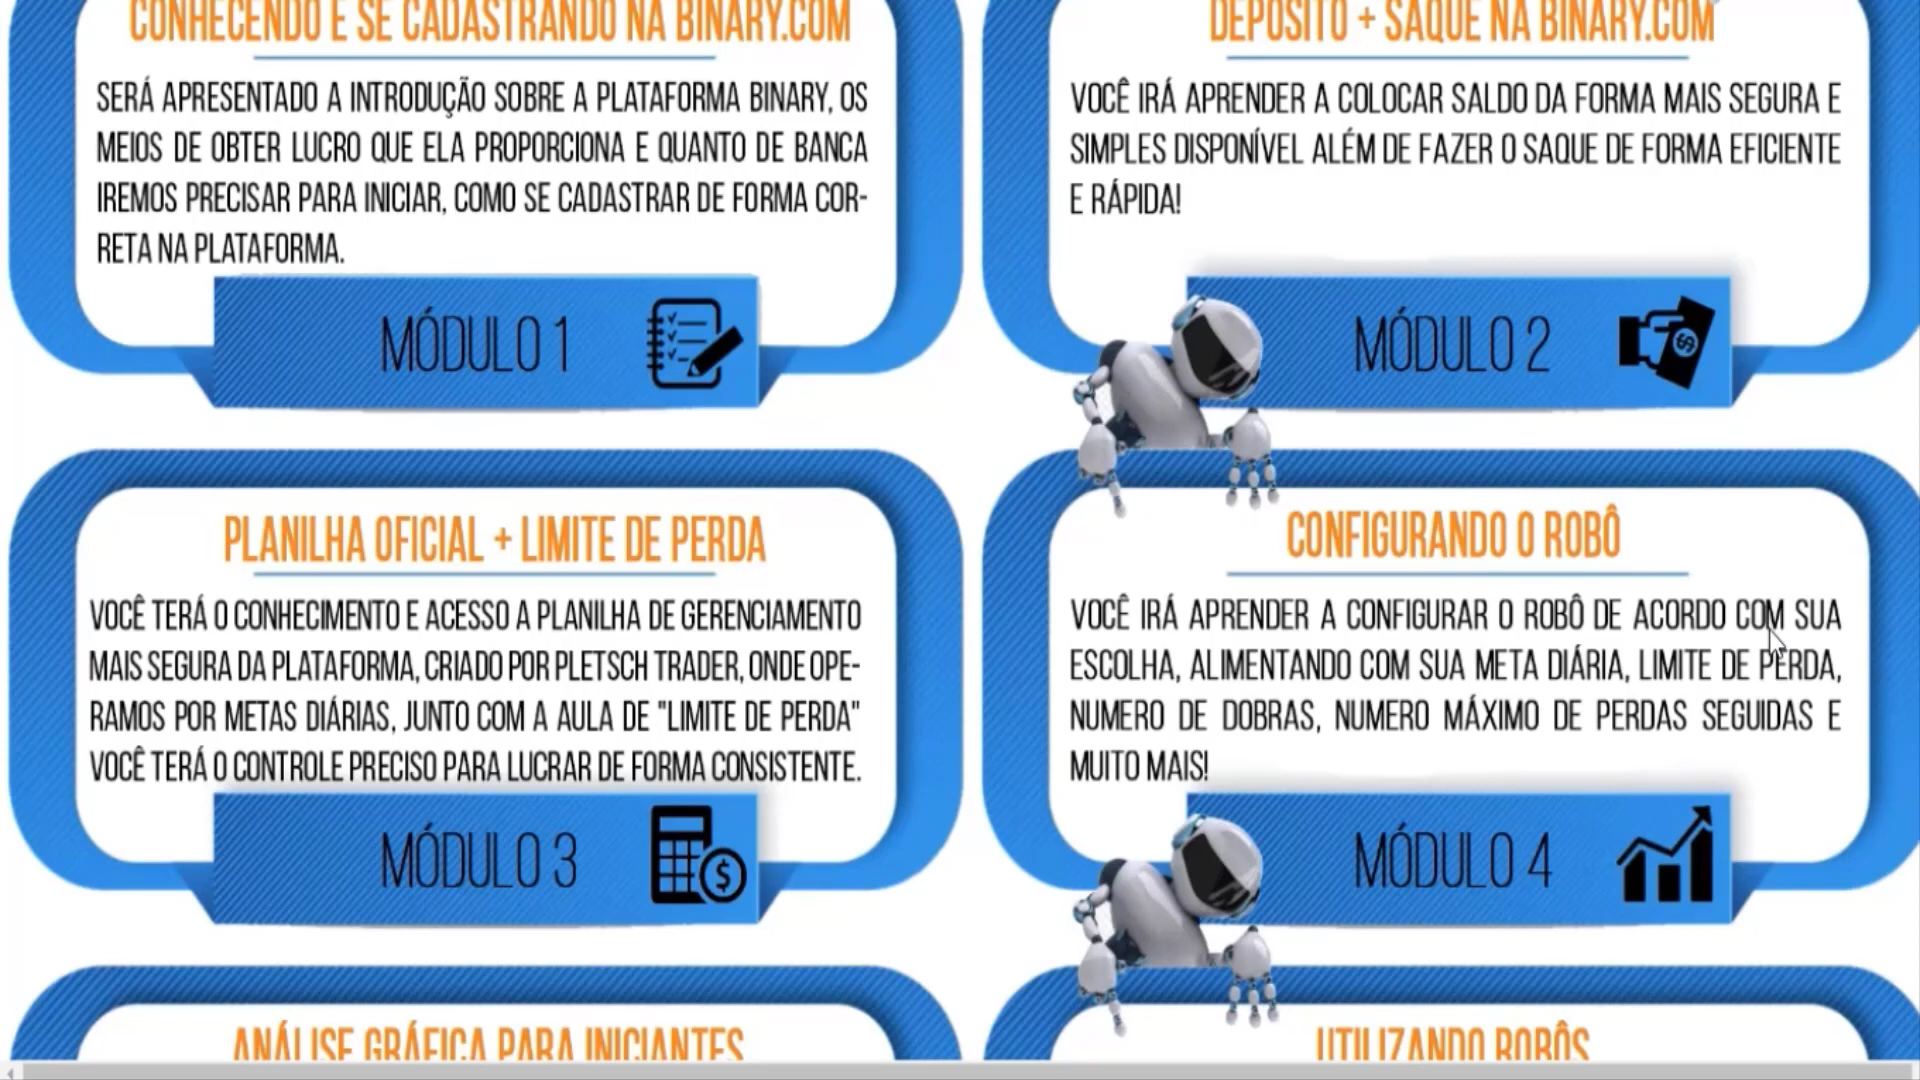 CONHECENDO E SE CADASTRANDO NA BINARY.COM
SERÁ APRESENTADO A INTRODUÇÃO SOBRE A PLATAFORMA BINARY, OS
MEIOS DE OBTER LUCRO QUE ELA PROPORCIONA E QUANTO DE BANCA
IREMOS PRECISAR PARA INICIAR, COMO SE CADASTRAR DE FORMA COR-
RETA NA PLATAFORMA.
MÓDULO 1
DEPOSITO + SAQUE NA BINARY.COM
VOCÊ IRÁ APRENDER A COLOCAR SALDO DA FORMA MAIS SEGURA E
SIMPLES DISPONÍVEL ALÉM DE FAZER O SAQUE DE FORMA EFICIENTE
E RÁPIDA!
MÓDULO 2
PLANILHA OFICIAL + LIMITE DE PERDA
VOCÊ TERÁ O CONHECIMENTO E ACESSO A PLANILHA DE GERENCIAMENTO
MAIS SEGURA DA PLATAFORMA, CRIADO POR PLETSCH TRADER, ONDE OPE-
RAMOS POR METAS DIÁRIAS, JUNTO COM A AULA DE "LIMITE DE PERDA"
VOCÊ TERÁ O CONTROLE PRECISO PARA LUCRAR DE FORMA CONSISTENTE.
MÓDULO 3
CONFIGURANDO O ROBÔ
VOCÊ IRÁ APRENDER A CONFIGURAR O ROBÔ DE ACORDO COM SUA
ESCOLHA, ALIMENTANDO COM SUA META DIÁRIA, LIMITE DE PERDA,
NUMERO DE DOBRAS, NUMERO MÁXIMO DE PERDAS SEGUIDAS E
MUITO MAIS!
MÓDULO 4
ANÁLISE GRÁFICA PARA INICIANTES
UTILIZANDO ROBÔS